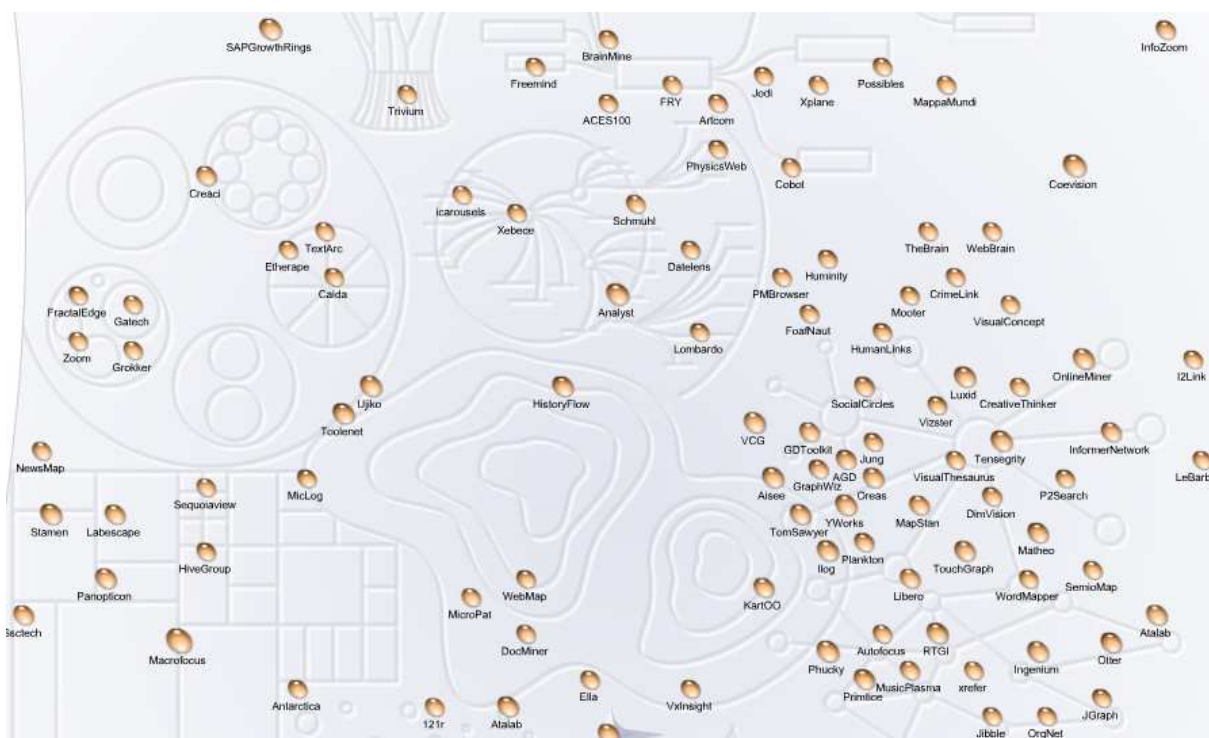 SAPGrowthRings
BrainMine
InfoZoom
Freemind
FRY
Jodi
Xplane
Possibles
MappaMundi
Trivium
ACES100
Artcom
PhysicsWeb
Cobot
Coevision
Creaci
icarousels
Xebece
Schmuhl
TextArc
Etherape
Caida
Datelens
Huminity
TheBrain
WebBrain
PMBrowser
CrimeLink
FractalEdge
Gatech
Analyst
FoafNaut
Mooter
VisualConcept
Zoom
Grokker
Lombardo
HumanLinks
OnlineMiner
I2Link
Ujiko
HistoryFlow
SocialCircles
Luxid
CreativeThinker
Toolenet
Vizster
VCG
GDToolkit
Jung
Tensegrity
InformerNetwork
NewsMap
MicLog
Sequoiaview
Aisee
GraphWiz
AGD
Oreas
VisualThesaurus
P2Search
LeBarb
Stamen
Labescape
TomSawyer
YWorks
MapStan
DimVision
HiveGroup
Ilog
Plankton
TouchGraph
Matheo
Panopticon
MicroPat
WebMap
KartOO
Libero
WordMapper
SemioMap
Macrofocus
DocMiner
Autofocus
RTGI
Atalab
Phucky
Ingenium
Otter
Antarctica
Ella
VxInsight
Primtice
MusicPlasma
xrefer
121r
Atalab
Jibble
OrgNet
JGraph